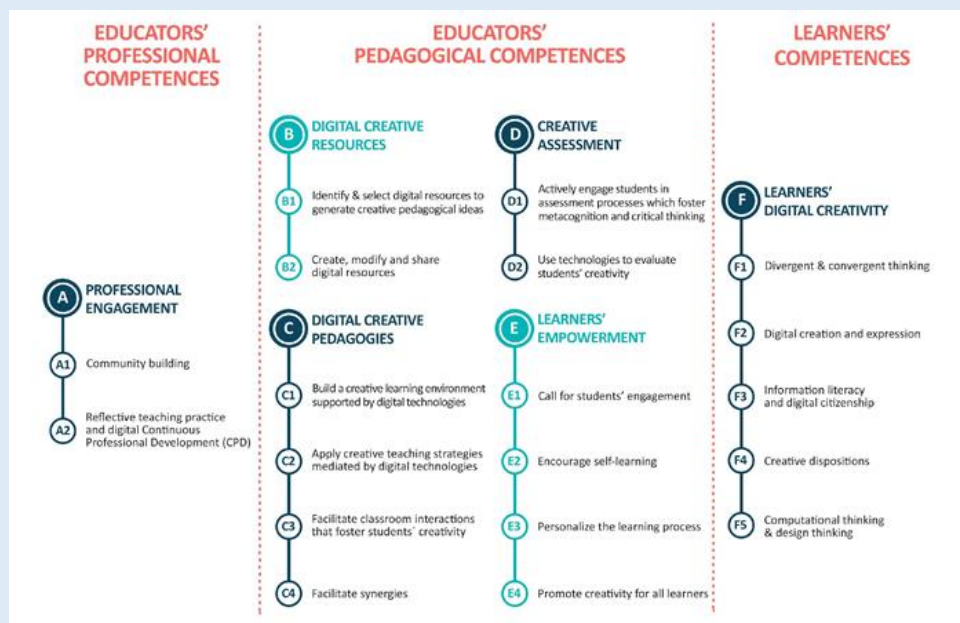 EDUCATORS'
PROFESSIONAL
COMPETENCES
A
PROFESSIONAL
ENGAGEMENT
A1
Community building
A2
Reflective teaching practice
and digital Continuous
Professional Development (CPD)
EDUCATORS'
PEDAGOGICAL COMPETENCES
B
DIGITAL CREATIVE
RESOURCES
B1
Identify & select digital resources to
generate creative pedagogical ideas
B2
Create, modify and share
digital resources
C
DIGITAL CREATIVE
PEDAGOGIES
C1
Build a creative learning environment
supported by digital technologies
C2
Apply creative teaching strategies
mediated by digital technologies
C3
Facilitate classroom interactions
that foster students´ creativity
C4
Facilitate synergies
D
CREATIVE
ASSESSMENT
D1
Actively engage students in
assessment processes which foster
metacognition and critical thinking
D2
Use technologies to evaluate
students' creativity
E
LEARNERS'
EMPOWERMENT
E1
Call for students' engagement
E2
Encourage self-learning
E3
Personalize the learning process
E4
Promote creativity for all learners
LEARNERS'
COMPETENCES
F
LEARNERS'
DIGITAL CREATIVITY
F1
Divergent & convergent thinking
F2
Digital creation and expression
F3
Information literacy
and digital citizenship
F4
Creative dispositions
F5
Computational thinking
& design thinking